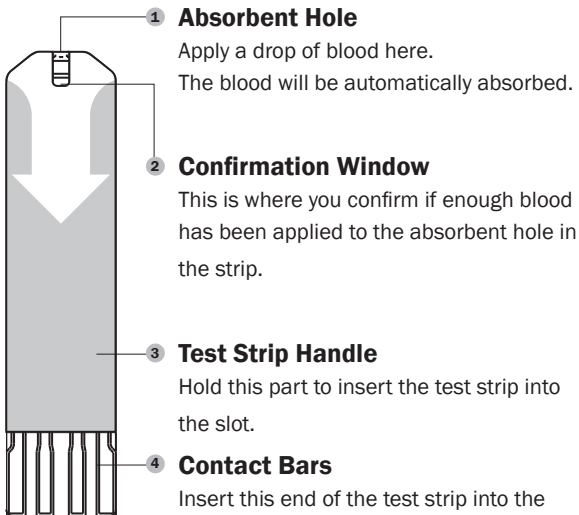 1 Absorbent Hole
Apply a drop of blood here.
The blood will be automatically absorbed.
2 Confirmation Window
This is where you confirm if enough blood
has been applied to the absorbent hole in
the strip.
3 Test Strip Handle
Hold this part to insert the test strip into
the slot.
4 Contact Bars
Insert this end of the test strip into the